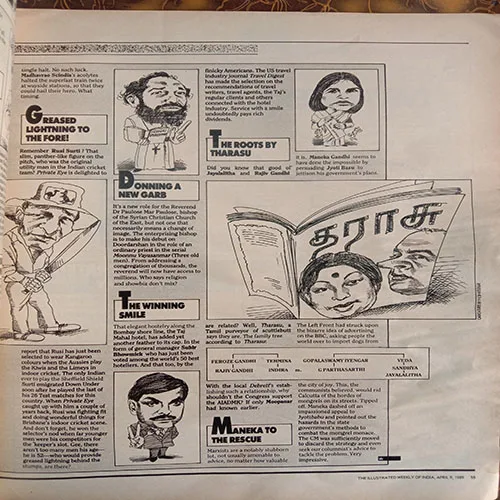 single halt. No such luck.
Madhavrao Scindia's acolytes
halted the superfast train twice
at wayside stations, so that they
could hail their hero. What
timing.
GREASED
LIGHTNING TO
THE FORE!
Remember Rusi Surti? That
slim, panther-like figure on the
pitch, who was the original
utility man in the Indian cricket
team? Private Eye is delighted to
report that Rusi has just been
selected to wear Kangaroo
colours when the Aussies play
the Kiwis and the Limeys in
indoor cricket. The only Indian
ever to play the Sheffield Shield
Surti emigrated Down Under
soon after he played the last of
his 26 Test matches for this
country. When Private Eye
caught up with him a couple of
years back, Rusi was fighting fit
and doing wonderful things for
Brisbane's indoor cricket scene.
And don't forget, he won the
selector's nod when far younger
men were his competitors for
the 'keeper's slot. Gee, there
aren't too many men his age—
he is 52—who would provide
greased lightning behind the
stumps, are there?
DONNING A
NEW GARB
It's a new role for the Reverend
Dr Paulose Mar Paulose, bishop
of the Syrian Christian Church
of the East, but not one that
necessarily means a change of
image. The enterprising bishop
is to make his debut on
Doordarshan in the role of an
ordinary priest in the serial
Moonnu Vayasanmar (Three old
men). From addressing a
congregation of thousands, the
reverend will now have access to
millions. Who says religion
and showbiz don't mix?
THE WINNING
SMILE
That elegant hostelry along the
Bombay shore line, the Taj
Mahal hotel, has added yet
another feather to its cap. In the
form of general manager Subir
Bhowmick who has just been
voted among the world's 50 best
hoteliers. And that too, by the
finicky Americans. The US travel
industry journal Travel Digest
has made the selection on the
recommendations of travel
writers, travel agents, the Taj's
regular clients and others
connected with the hotel
industry. Service with a smile
undoubtedly pays rich
dividends.
THE ROOTS BY
THARASU
Did you know that good ol'
Jayalalitha and Rajiv Gandhi
தராசு
are related? Well, Tharasu, a
Tamil purveyor of scuttlebutt
says they are. The family tree
according to Tharasu:
FEROZE GANDHI TEHMINA GOPALASWAMY IYENGAR VEDA
RAJIV GANDHI INDIRA m. G PARTHASARTHI SANDHYA
JAYALALITHA
With the local Debrett's estab-
lishing such a relationship, why
shouldn't the Congress support
the AIADMK? If only Moopanar
had known earlier.
MANEKA TO
THE RESCUE
Marxists are a notably stubborn
lot, not usually amenable to
advice, no matter how valuable
it is. Maneka Gandhi seems to
have done the impossible by
persuading Jyoti Basu to
jettison his government's place.
The Left Front had struck upon
the bizarre idea of advertising
on the BBC, asking people the
world over to import dogs from
the city of joy. This, the
communists figured, would rid
Calcutta of the hordes of
mongrels on its streets. Tipped
off, Maneka dashed off an
impassioned appeal to
Jyotibabu and pointed out the
hazards in the state
government's methods to
combat the mongrel menace.
The CM was sufficiently moved
to discard the strategy and even
seek our columnist's advice to
tackle the problem. Very
impressive.
THE ILLUSTRATED WEEKLY OF INDIA, APRIL